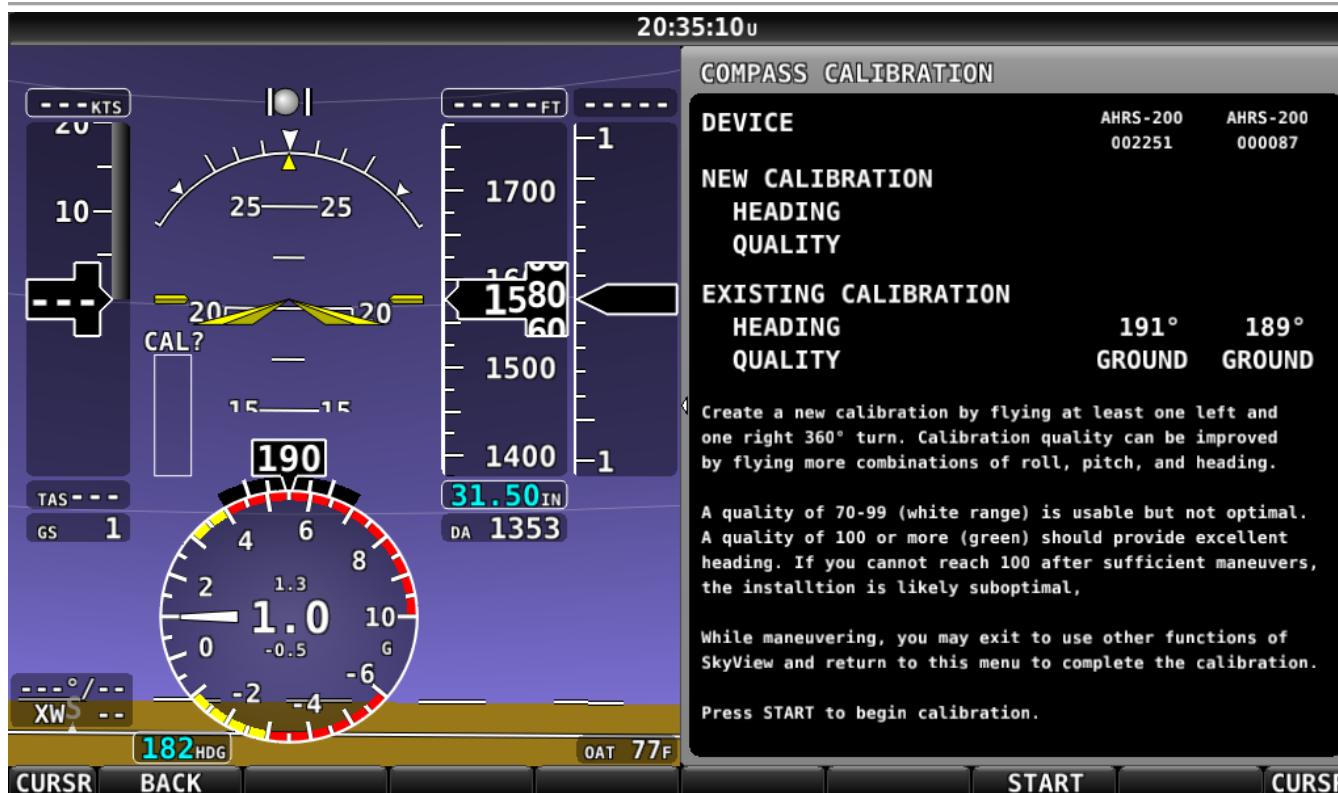 20:35:10U
---KTS
20
10
---
CAL?
TAS---
GS 1
25 25
20 20
15 15
190
-----FT
-----
1700
1580
60
1500
1400
31.50IN
DA 1353
1
1
4 6 8 10
2 0 -2 -4 -6
1.3
1.0
-0.5
G
---°/--
XW S --
182HDG
OAT 77F
COMPASS CALIBRATION
DEVICE AHRS-200 AHRS-200
002251 000087
NEW CALIBRATION
HEADING
QUALITY
EXISTING CALIBRATION
HEADING 191° 189°
QUALITY GROUND GROUND
Create a new calibration by flying at least one left and
one right 360° turn. Calibration quality can be improved
by flying more combinations of roll, pitch, and heading.
A quality of 70-99 (white range) is usable but not optimal.
A quality of 100 or more (green) should provide excellent
heading. If you cannot reach 100 after sufficient maneuvers,
the installtion is likely suboptimal,
While maneuvering, you may exit to use other functions of
SkyView and return to this menu to complete the calibration.
Press START to begin calibration.
CURSR BACK START CURSR